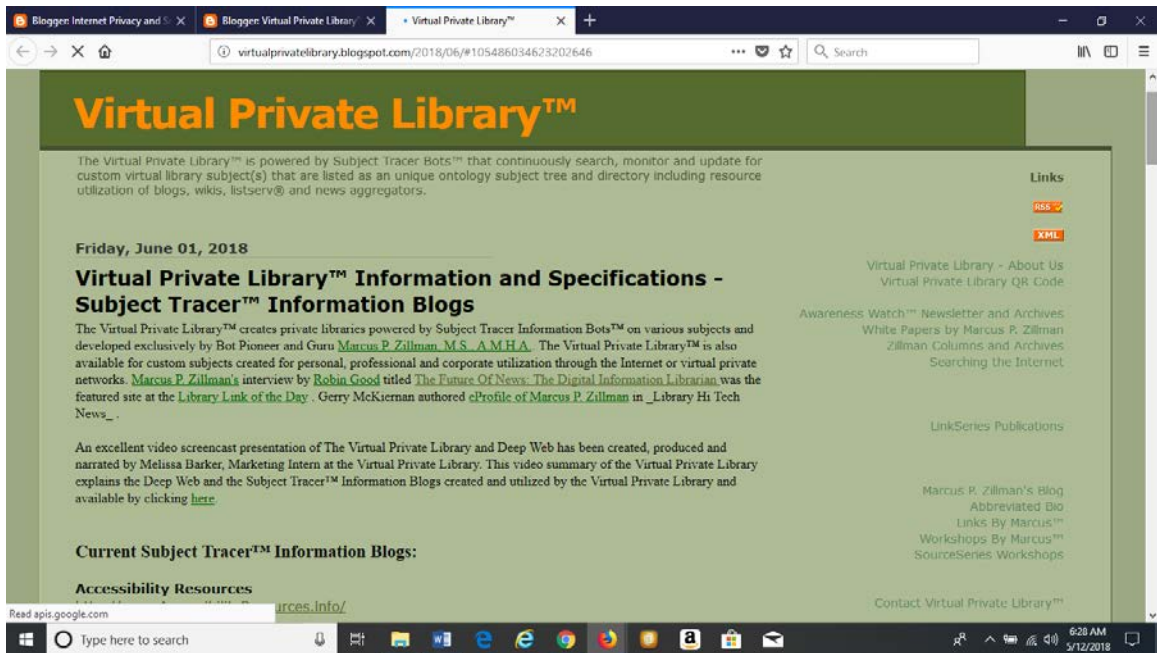 Blogger: Internet Privacy and S
Blogger: Virtual Private Library
Virtual Private Library™
virtualprivatelibrary.blogspot.com/2018/06/#105486034623202646
Search
Virtual Private Library™
The Virtual Private Library™ is powered by Subject Tracer Bots™ that continuously search, monitor and update for
custom virtual library subject(s) that are listed as an unique ontology subject tree and directory including resource
utilization of blogs, wikis, listserv® and news aggregators.
Friday, June 01, 2018
Virtual Private Library™ Information and Specifications -
Subject Tracer™ Information Blogs
The Virtual Private Library™ creates private libraries powered by Subject Tracer Information Bots™ on various subjects and
developed exclusively by Bot Pioneer and Guru Marcus P. Zillman, M.S., A.M.H.A. The Virtual Private Library™ is also
available for custom subjects created for personal, professional and corporate utilization through the Internet or virtual private
networks. Marcus P. Zillman's interview by Robin Good titled The Future Of News: The Digital Information Librarian was the
featured site at the Library Link of the Day . Gerry McKiernan authored eProfile of Marcus P. Zillman in _Library Hi Tech
News_ .
An excellent video screencast presentation of The Virtual Private Library and Deep Web has been created, produced and
narrated by Melissa Barker, Marketing Intern at the Virtual Private Library. This video summary of the Virtual Private Library
explains the Deep Web and the Subject Tracer™ Information Blogs created and utilized by the Virtual Private Library and
available by clicking here.
Current Subject Tracer™ Information Blogs:
Accessibility Resources
urces.Info/
Links
RSS
XML
Virtual Private Library - About Us
Virtual Private Library QR Code
Awareness Watch™ Newsletter and Archives
White Papers by Marcus P. Zillman
Zillman Columns and Archives
Searching the Internet
LinkSeries Publications
Marcus P. Zillman's Blog
Abbreviated Bio
Links By Marcus™
Workshops By Marcus™
SourceSeries Workshops
Contact Virtual Private Library™
Read apis.google.com
Type here to search
6:28 AM
5/12/2018